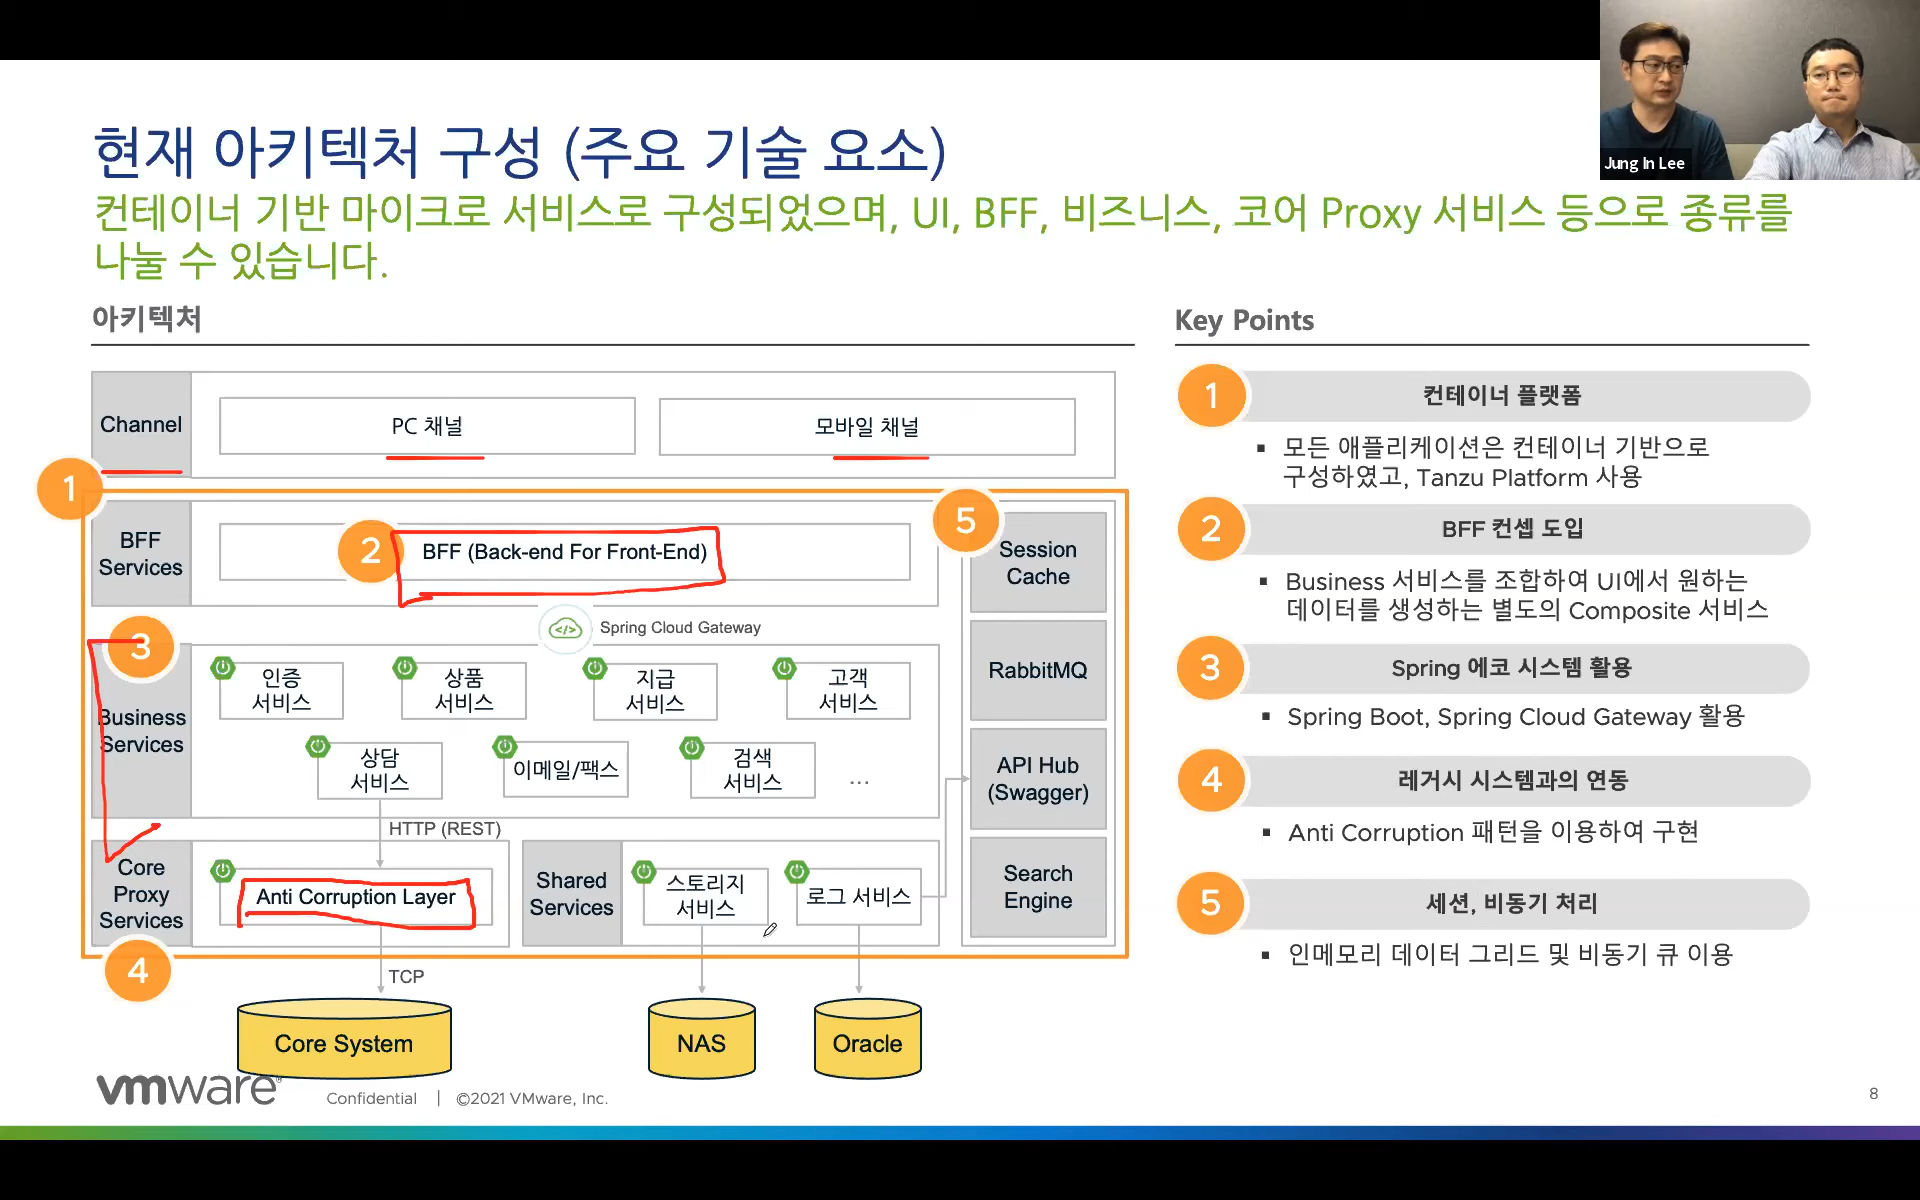 Jung In Lee
현재 아키텍처 구성 (주요 기술 요소)
컨테이너 기반 마이크로 서비스로 구성되었으며, UI, BFF, 비즈니스, 코어 Proxy 서비스 등으로 종류를
나눌 수 있습니다.
아키텍처
Channel
PC 채널
모바일 채널
1
BFF
Services
2
BFF (Back-end For Front-End)
5
Session
Cache
Spring Cloud Gateway
3
Business
Services
인증
서비스
상품
서비스
지급
서비스
고객
서비스
RabbitMQ
상담
서비스
이메일/팩스
검색
서비스
...
API Hub
(Swagger)
HTTP (REST)
Core
Proxy
Services
Anti Corruption Layer
Shared
Services
스토리지
서비스
로그 서비스
Search
Engine
4
TCP
Core System
NAS
Oracle
Key Points
1
컨테이너 플랫폼
▪ 모든 애플리케이션은 컨테이너 기반으로
구성하였고, Tanzu Platform 사용
2
BFF 컨셉 도입
▪ Business 서비스를 조합하여 UI에서 원하는
데이터를 생성하는 별도의 Composite 서비스
3
Spring 에코 시스템 활용
▪ Spring Boot, Spring Cloud Gateway 활용
4
레거시 시스템과의 연동
▪ Anti Corruption 패턴을 이용하여 구현
5
세션, 비동기 처리
▪ 인메모리 데이터 그리드 및 비동기 큐 이용
vmware®
Confidential | ©2021 VMware, Inc.
8